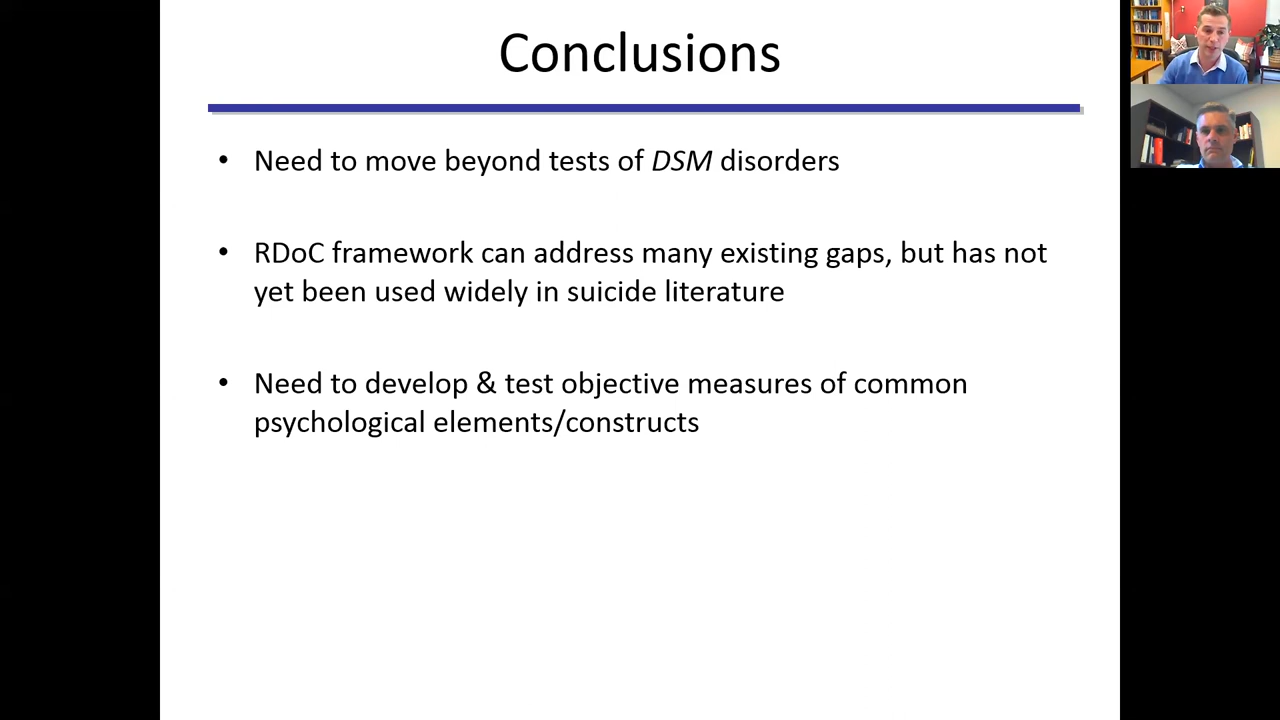 Conclusions
• Need to move beyond tests of DSM disorders
• RDoC framework can address many existing gaps, but has not
yet been used widely in suicide literature
• Need to develop & test objective measures of common
psychological elements/constructs